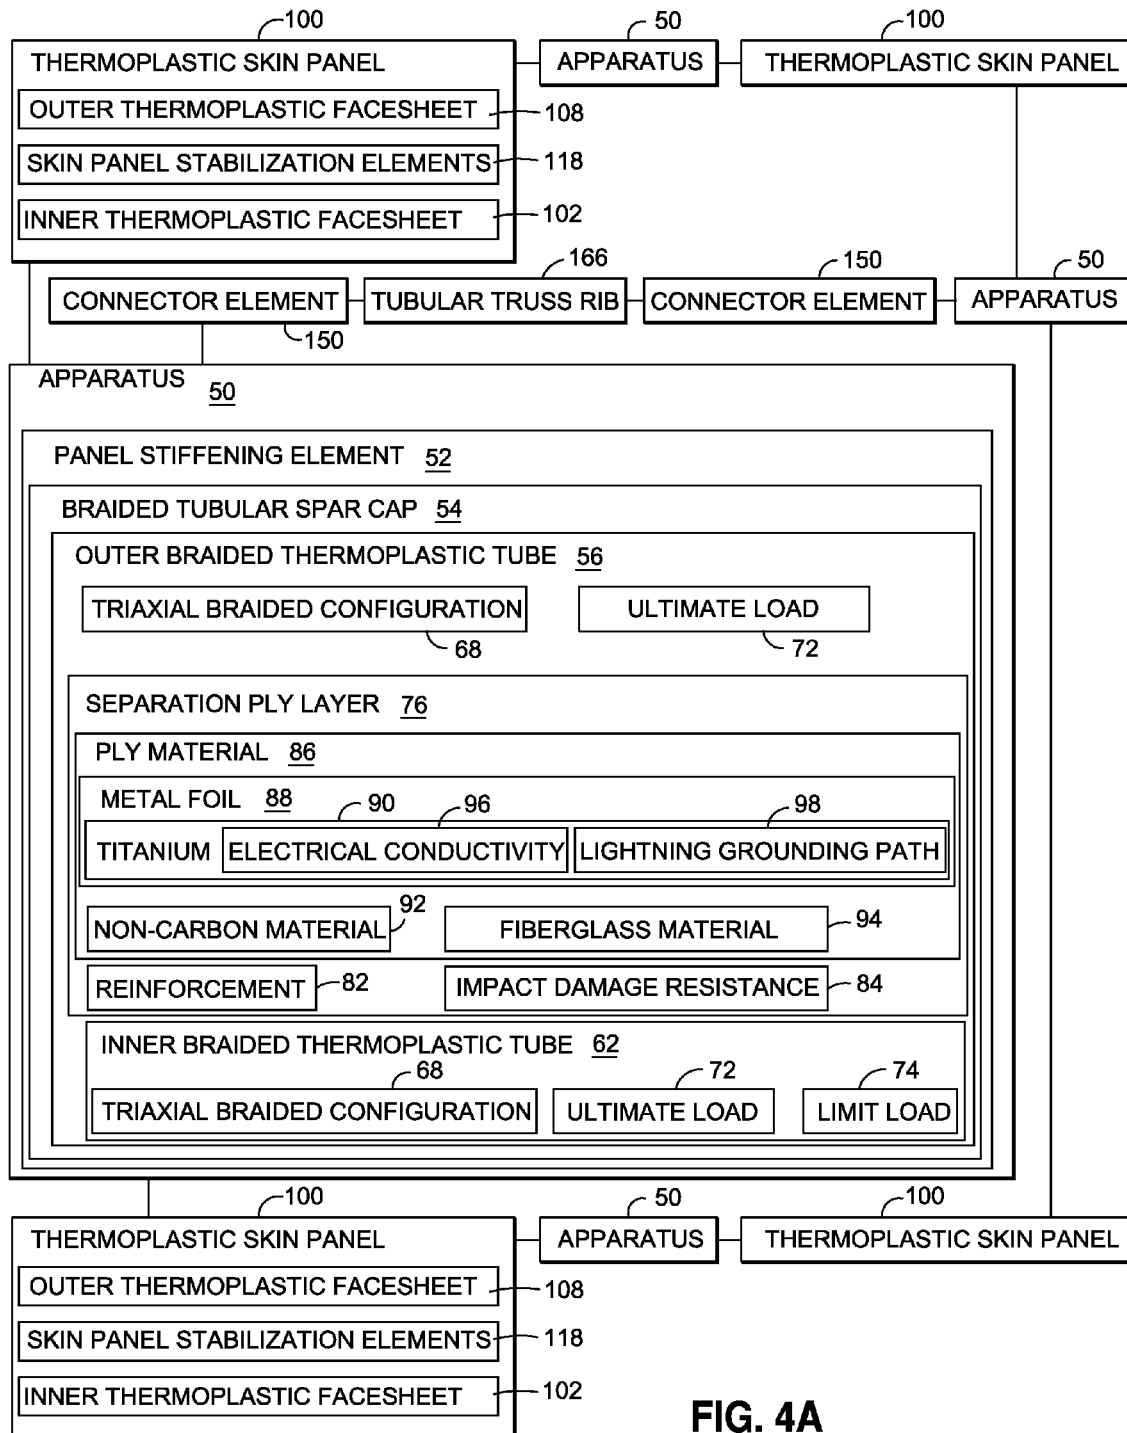 100
50
100
THERMOPLASTIC SKIN PANEL
APPARATUS
THERMOPLASTIC SKIN PANEL
OUTER THERMOPLASTIC FACESHEET
108
SKIN PANEL STABILIZATION ELEMENTS
118
INNER THERMOPLASTIC FACESHEET
102
166
150
50
CONNECTOR ELEMENT
TUBULAR TRUSS RIB
CONNECTOR ELEMENT
APPARATUS
150
APPARATUS 50
PANEL STIFFENING ELEMENT 52
BRAIDED TUBULAR SPAR CAP 54
OUTER BRAIDED THERMOPLASTIC TUBE 56
TRIAXIAL BRAIDED CONFIGURATION
ULTIMATE LOAD
68
72
SEPARATION PLY LAYER 76
PLY MATERIAL 86
METAL FOIL 88
90
96
98
TITANIUM
ELECTRICAL CONDUCTIVITY
LIGHTNING GROUNDING PATH
NON-CARBON MATERIAL
92
FIBERGLASS MATERIAL
94
REINFORCEMENT
82
IMPACT DAMAGE RESISTANCE
84
INNER BRAIDED THERMOPLASTIC TUBE 62
68
72
74
TRIAXIAL BRAIDED CONFIGURATION
ULTIMATE LOAD
LIMIT LOAD
100
50
100
THERMOPLASTIC SKIN PANEL
APPARATUS
THERMOPLASTIC SKIN PANEL
OUTER THERMOPLASTIC FACESHEET
108
SKIN PANEL STABILIZATION ELEMENTS
118
INNER THERMOPLASTIC FACESHEET
102
FIG. 4A